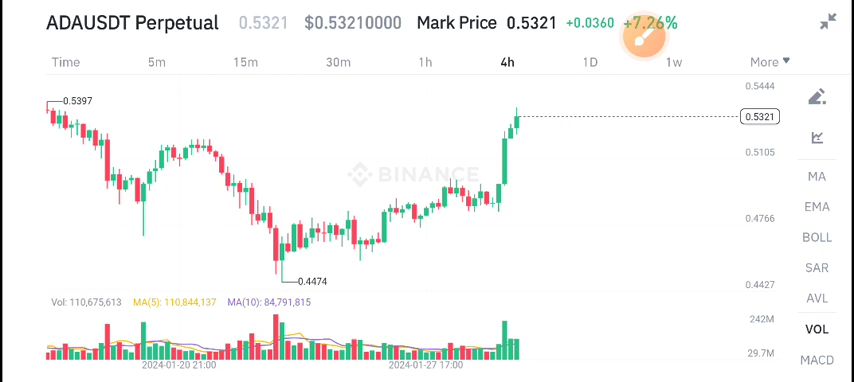 ADAUSDT Perpetual 0.5321 $0.53210000 Mark Price 0.5321 +0.0360 +7.26%
Time 5m 15m 30m 1h 4h 1D 1w More
0.5444
0.5397
0.5321
0.5105
BINANCE
MA
EMA
0.4766
BOLL
SAR
0.4474
0.4427
AVL
Vol: 110,675,613 MA(5): 110,844,137 MA(10): 84,791,815
242M
VOL
29.7M
MACD
2024-01-20 21:00 2024-01-27 17:00